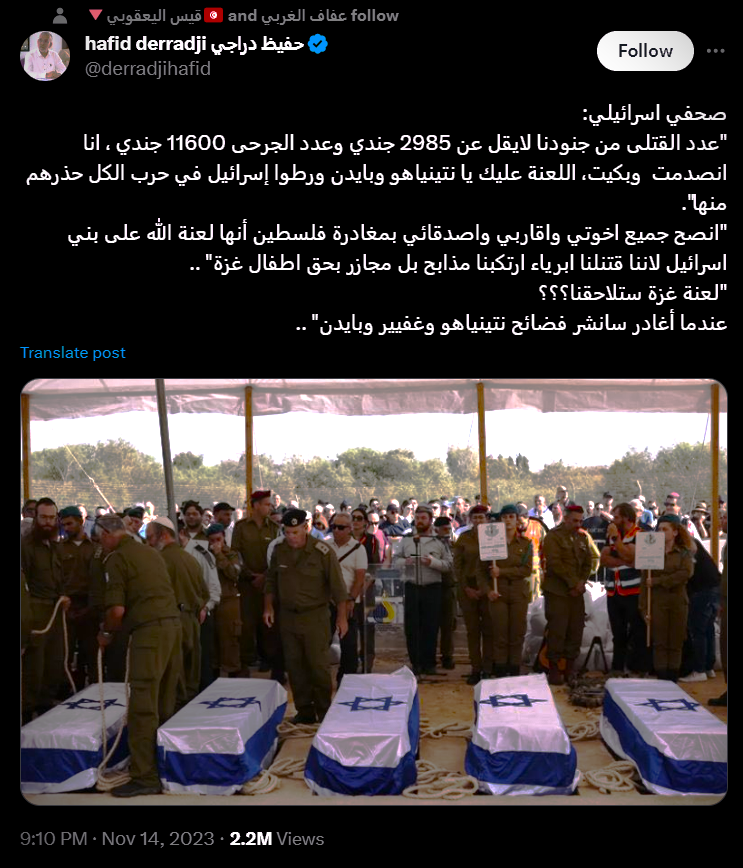 قيس اليعقوبي 🇹🇳 and عفاف الغربي follow
hafid derradji حفيظ دراجي
@derradjihafid
Follow
صحفي اسرائيلي:
"عدد القتلى من جنودنا لايقل عن 2985 جندي وعدد الجرحى 11600 جندي ، انا
انصدمت وبكيت، اللعنة عليك يا نتينياهو وبايدن ورطوا إسرائيل في حرب الكل حذرهم
منها".
"انصح جميع اخوتي واقاربي واصدقائي بمغادرة فلسطين أنها لعنة الله على بني
اسرائيل لاننا قتنلنا ابرياء ارتكبنا مذابح بل مجازر بحق اطفال غزة" ..
"لعنة غزة ستلاحقنا؟؟؟
عندما أغادر سانشر فضائح نتينياهو وغفيير وبايدن" ..
Translate post
9:10 PM · Nov 14, 2023 · 2.2M Views